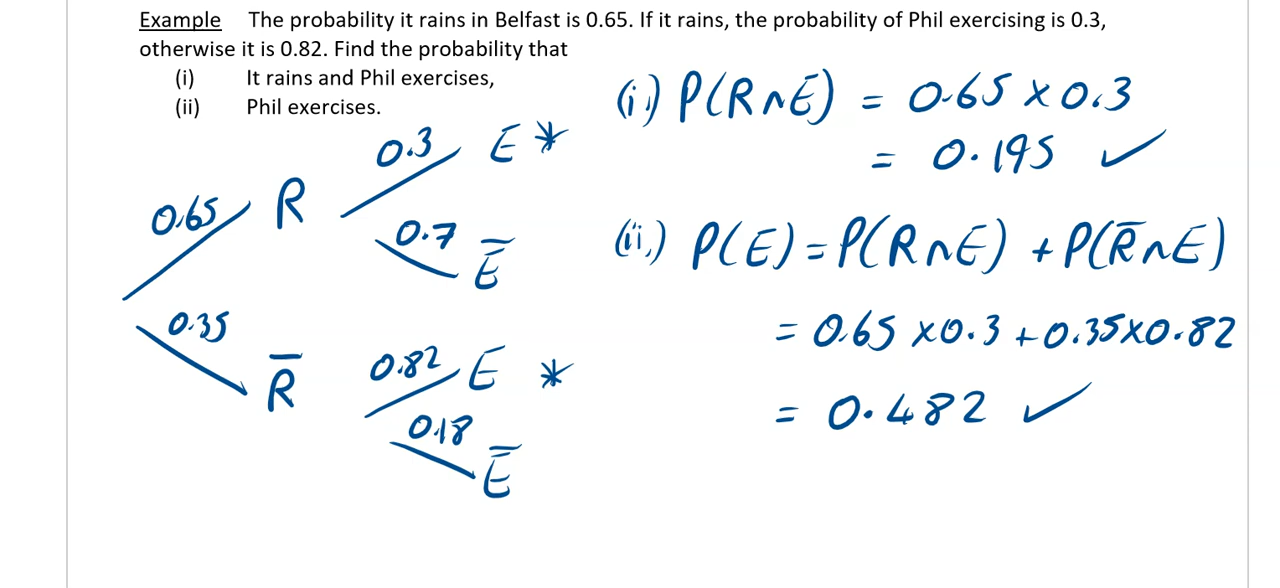 Example The probability it rains in Belfast is 0.65. If it rains, the probability of Phil exercising is 0.3,
otherwise it is 0.82. Find the probability that
(i) It rains and Phil exercises,
(ii) Phil exercises.
0.65 R
0.3 E *
0.7 E̅
0.35 R̅
0.82 E *
0.18 E̅
(i.) P(R∩E) = 0.65 × 0.3
= 0.195 ✓
(ii.) P(E) = P(R∩E) + P(R̅∩E)
= 0.65 × 0.3 + 0.35 × 0.82
= 0.482 ✓